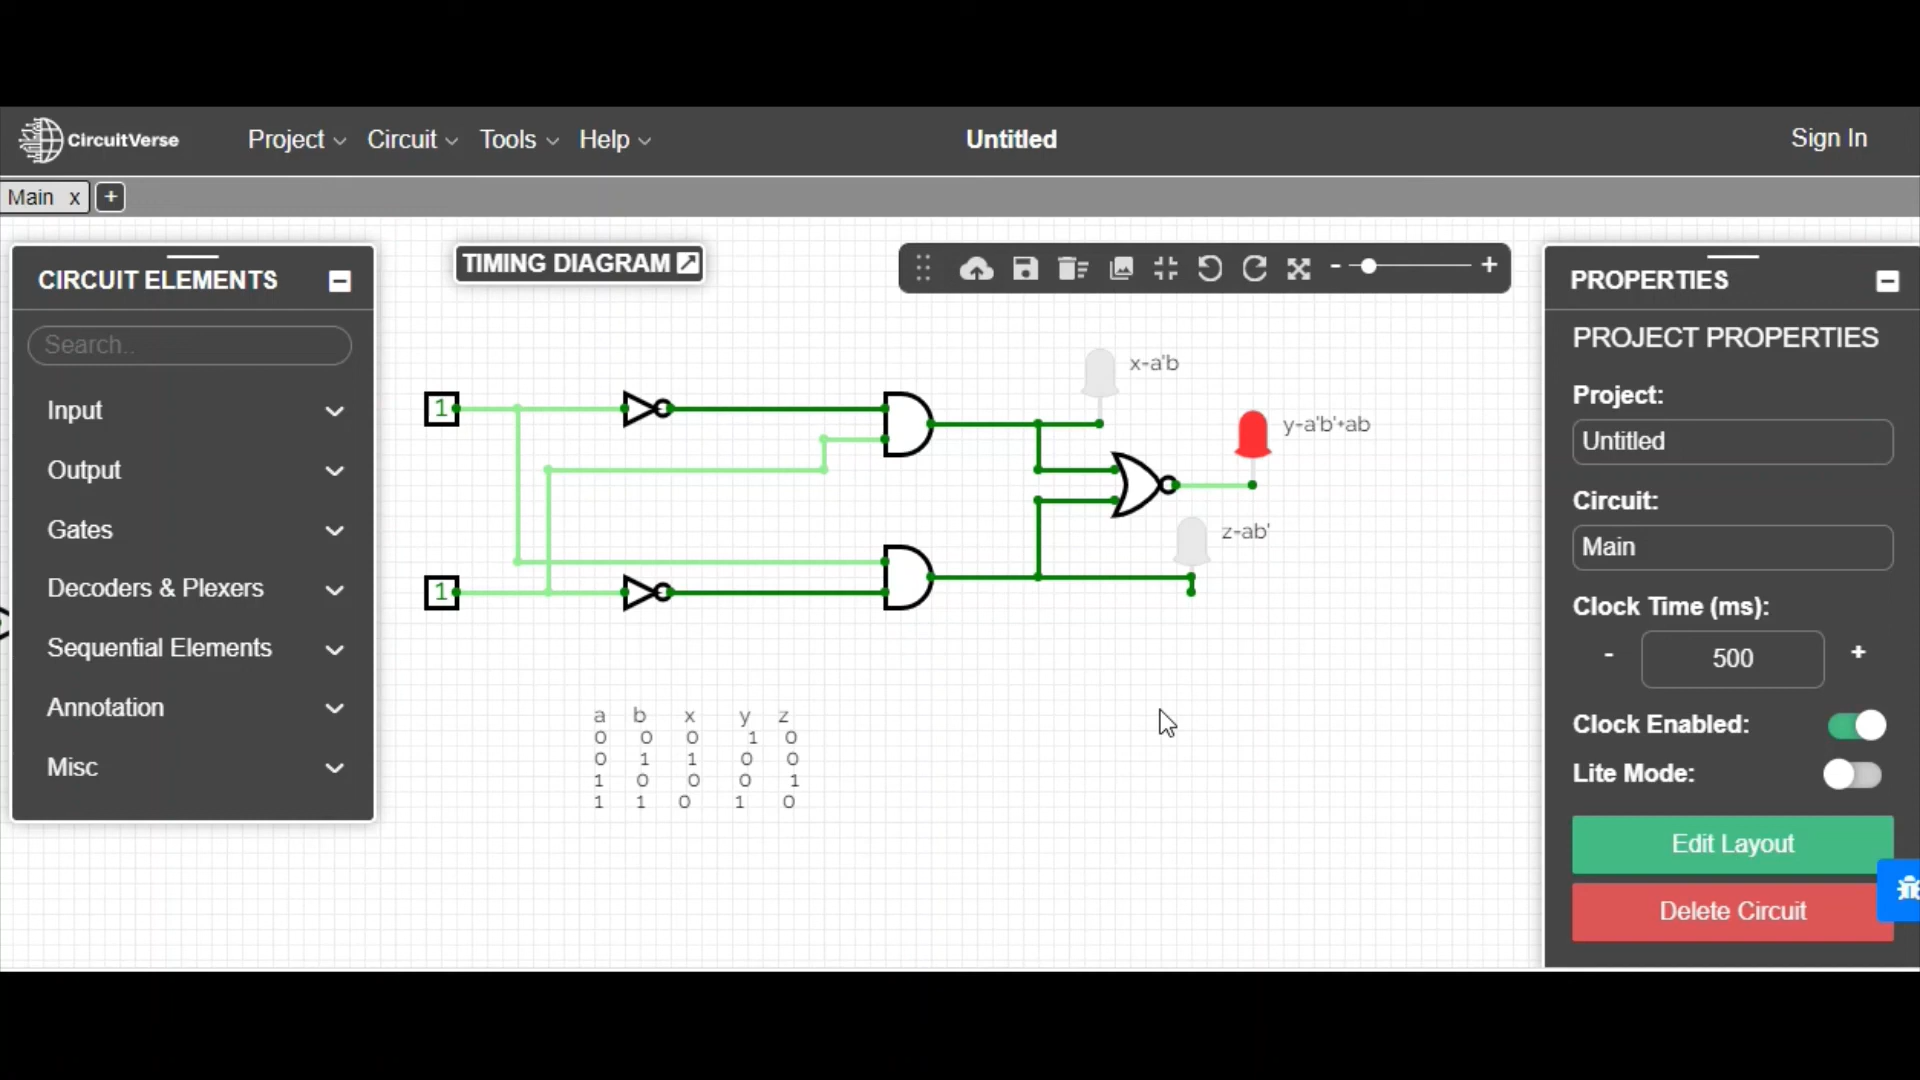 CircuitVerse
Project
Circuit
Tools
Help
Untitled
Sign In
Main x +
CIRCUIT ELEMENTS
Search..
Input
Output
Gates
Decoders & Plexers
Sequential Elements
Annotation
Misc
TIMING DIAGRAM
- +
1
1
x-a'b
y-a'b'+ab
z-ab'
a b x y z
0 0 0 1 0
0 1 1 0 0
1 0 0 0 1
1 1 0 1 0
PROPERTIES
PROJECT PROPERTIES
Project:
Untitled
Circuit:
Main
Clock Time (ms):
- 500 +
Clock Enabled:
Lite Mode:
Edit Layout
Delete Circuit